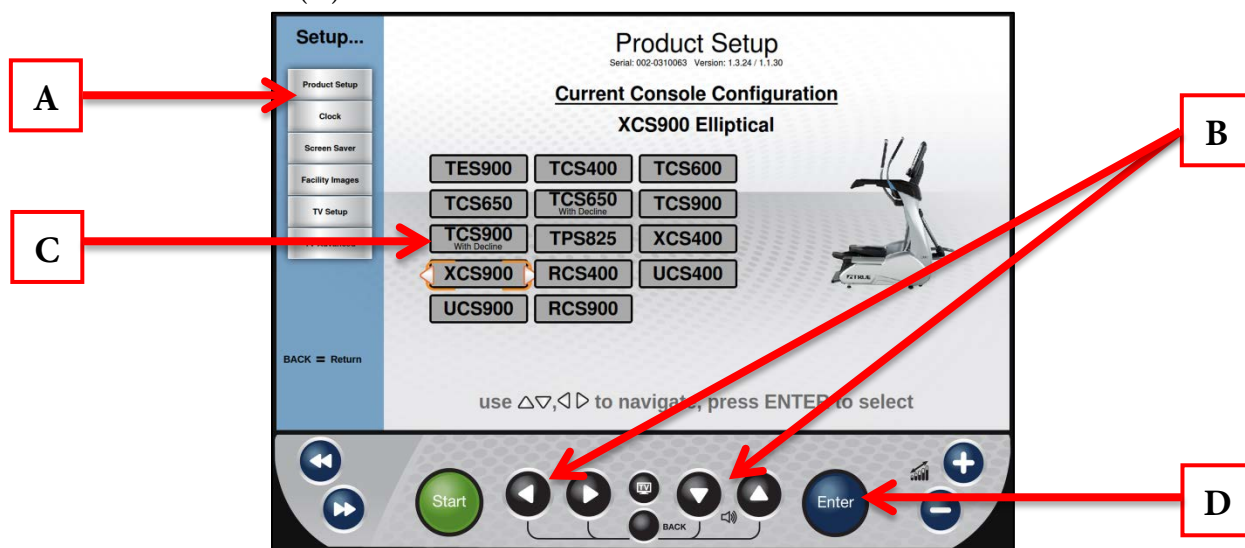 Setup...
Product Setup
Clock
Screen Saver
Facility Images
TV Setup
BACK = Return
Product Setup
Serial: 002-0310063 Version: 1.3.24 / 1.1.30
Current Console Configuration
XCS900 Elliptical
TES900 TCS400 TCS600
TCS650 TCS650 With Decline TCS900
TCS900 With Decline TPS825 XCS400
XCS900 RCS400 UCS400
UCS900 RCS900
TRUE
use △▽,◁ ▷ to navigate, press ENTER to select
Start
TV
BACK
Enter
A
B
C
D